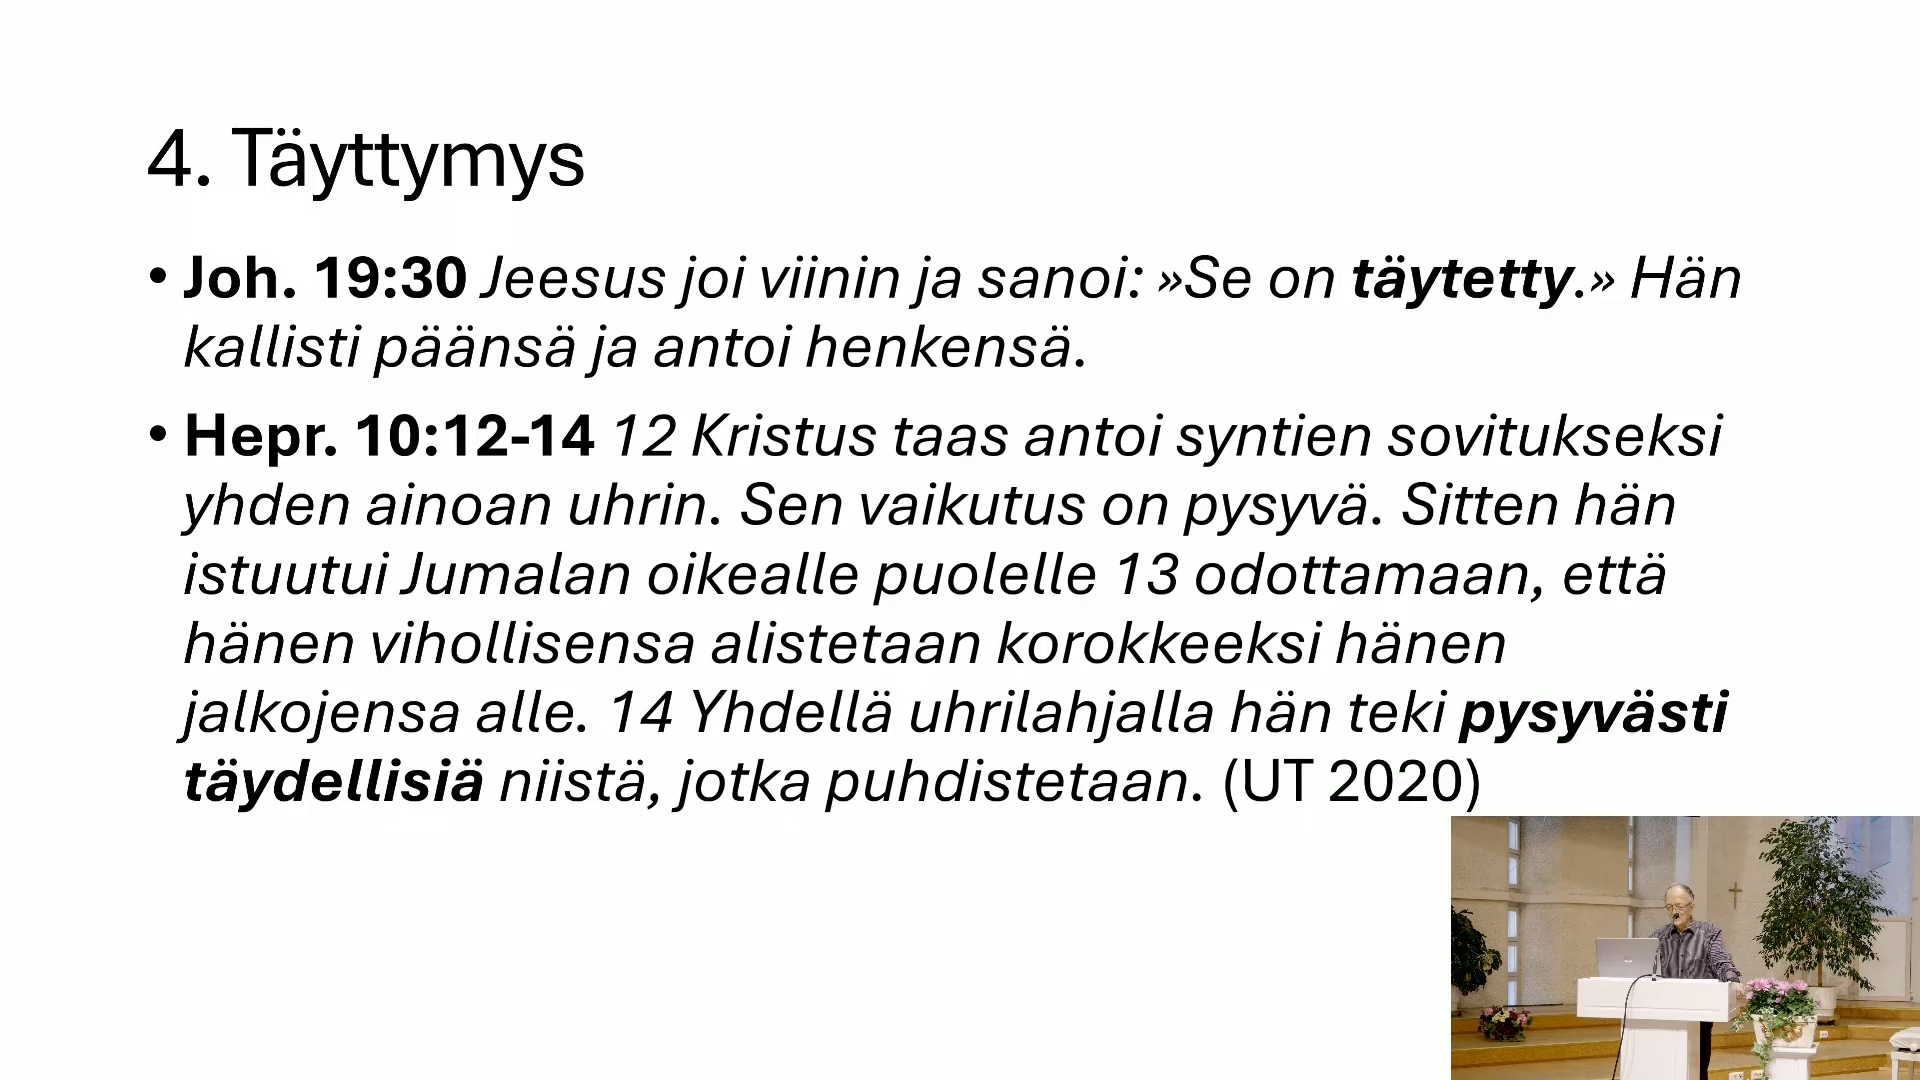 4. Täyttymys
• Joh. 19:30 Jeesus joi viinin ja sanoi: »Se on täytetty.» Hän
kallisti päänsä ja antoi henkensä.
• Hepr. 10:12-14 12 Kristus taas antoi syntien sovitukseksi
yhden ainoan uhrin. Sen vaikutus on pysyvä. Sitten hän
istuutui Jumalan oikealle puolelle 13 odottamaan, että
hänen vihollisensa alistetaan korokkeeksi hänen
jalkojensa alle. 14 Yhdellä uhrilahjalla hän teki pysyvästi
täydellisiä niistä, jotka puhdistetaan. (UT 2020)